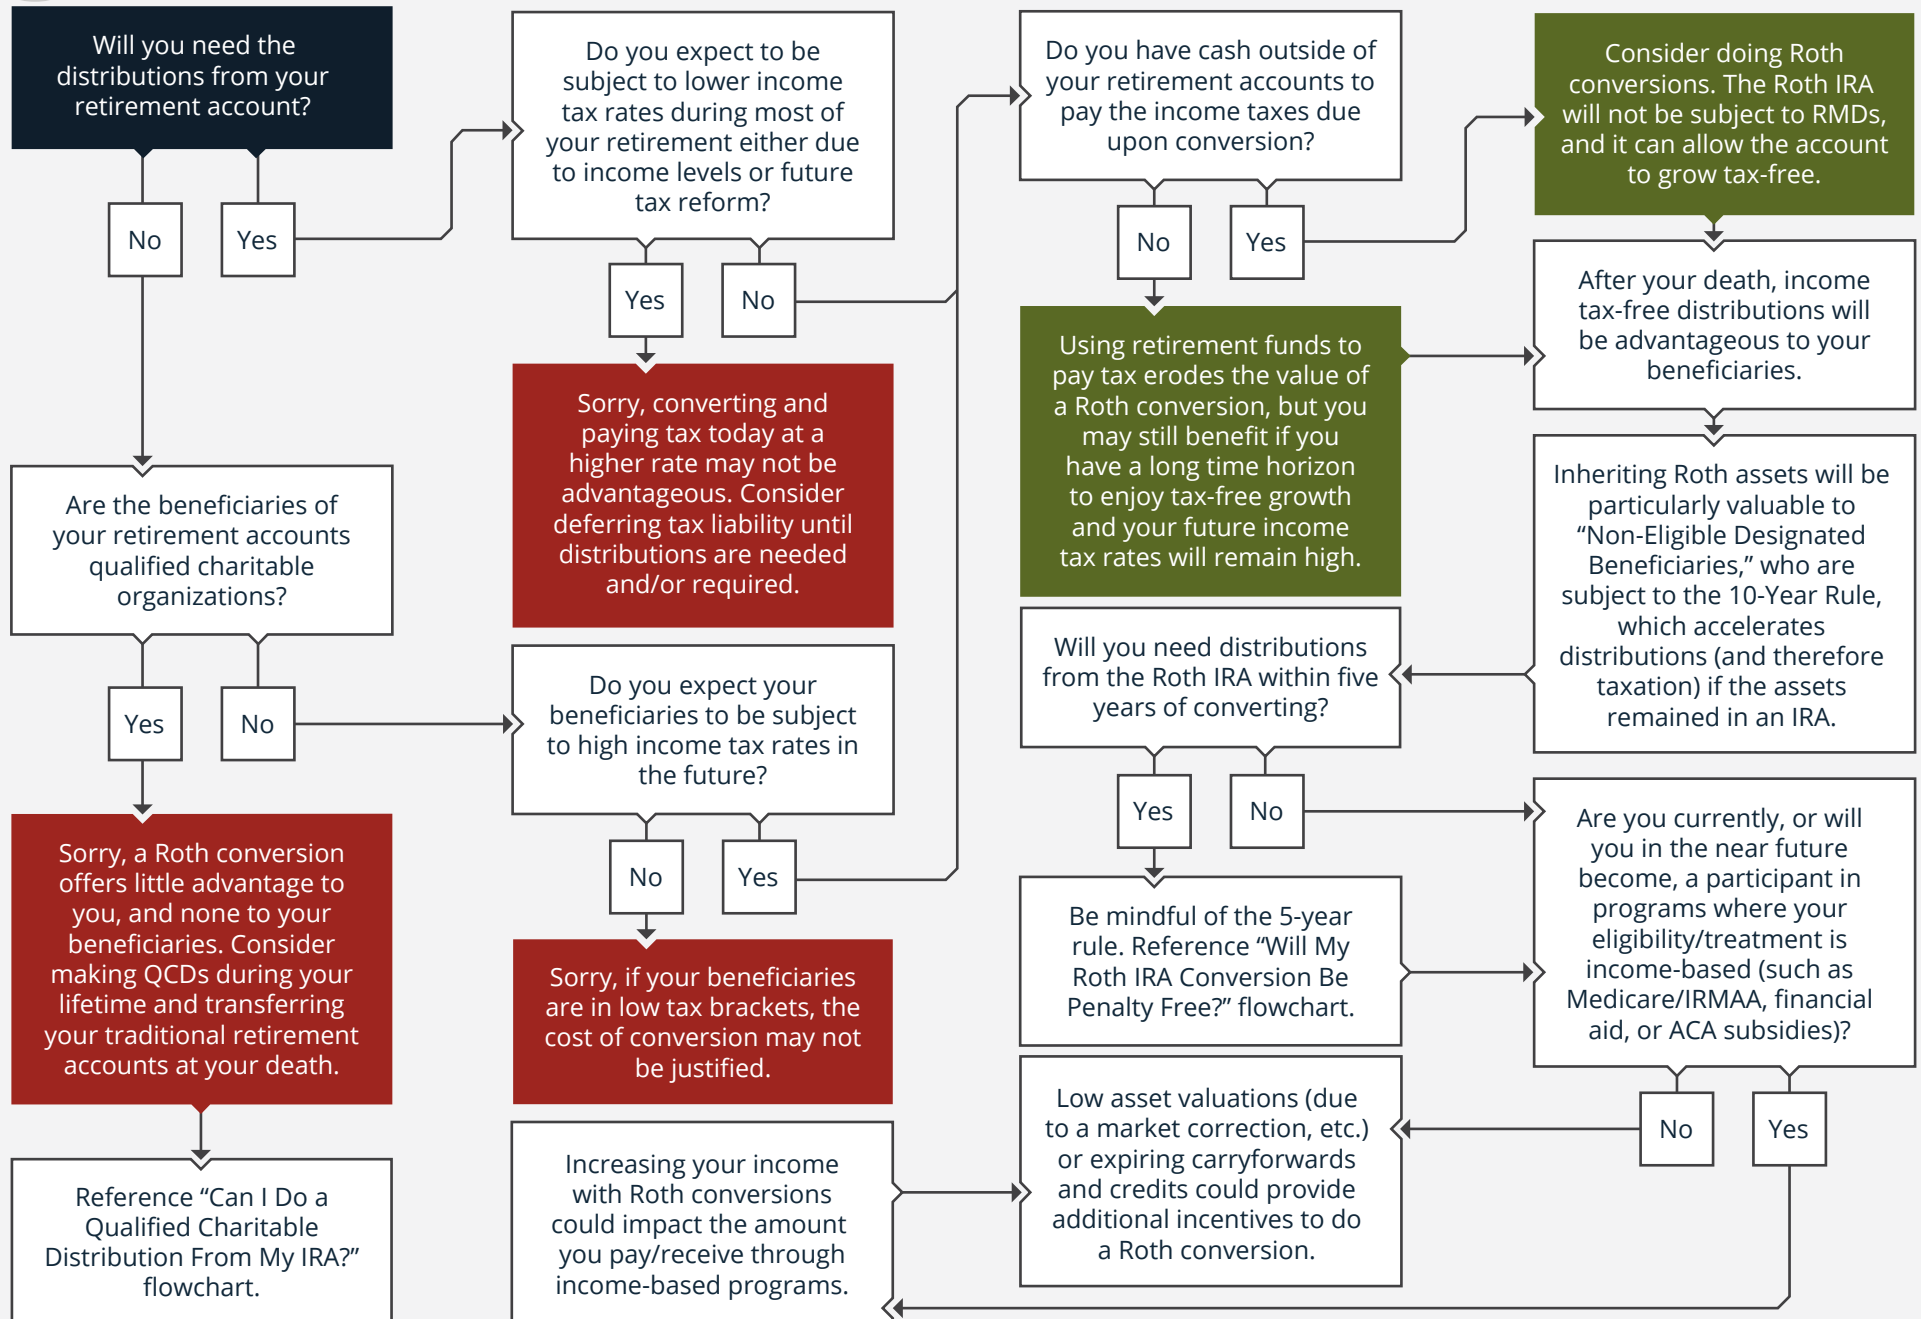 Will you need the
distributions from your
retirement account?
No
Yes
Are the beneficiaries of
your retirement accounts
qualified charitable
organizations?
Yes
No
Sorry, a Roth conversion
offers little advantage to
you, and none to your
beneficiaries. Consider
making QCDs during your
lifetime and transferring
your traditional retirement
accounts at your death.
Reference “Can I Do a
Qualified Charitable
Distribution From My IRA?”
flowchart.
Do you expect to be
subject to lower income
tax rates during most of
your retirement either due
to income levels or future
tax reform?
Yes
No
Sorry, converting and
paying tax today at a
higher rate may not be
advantageous. Consider
deferring tax liability until
distributions are needed
and/or required.
Do you expect your
beneficiaries to be subject
to high income tax rates in
the future?
No
Yes
Sorry, if your beneficiaries
are in low tax brackets, the
cost of conversion may not
be justified.
Increasing your income
with Roth conversions
could impact the amount
you pay/receive through
income-based programs.
Do you have cash outside of
your retirement accounts to
pay the income taxes due
upon conversion?
No
Yes
Using retirement funds to
pay tax erodes the value of
a Roth conversion, but you
may still benefit if you
have a long time horizon
to enjoy tax-free growth
and your future income
tax rates will remain high.
Will you need distributions
from the Roth IRA within five
years of converting?
Yes
No
Be mindful of the 5-year
rule. Reference “Will My
Roth IRA Conversion Be
Penalty Free?” flowchart.
Low asset valuations (due
to a market correction, etc.)
or expiring carryforwards
and credits could provide
additional incentives to do
a Roth conversion.
Consider doing Roth
conversions. The Roth IRA
will not be subject to RMDs,
and it can allow the account
to grow tax-free.
After your death, income
tax-free distributions will
be advantageous to your
beneficiaries.
Inheriting Roth assets will be
particularly valuable to
“Non-Eligible Designated
Beneficiaries,” who are
subject to the 10-Year Rule,
which accelerates
distributions (and therefore
taxation) if the assets
remained in an IRA.
Are you currently, or will
you in the near future
become, a participant in
programs where your
eligibility/treatment is
income-based (such as
Medicare/IRMAA, financial
aid, or ACA subsidies)?
No
Yes